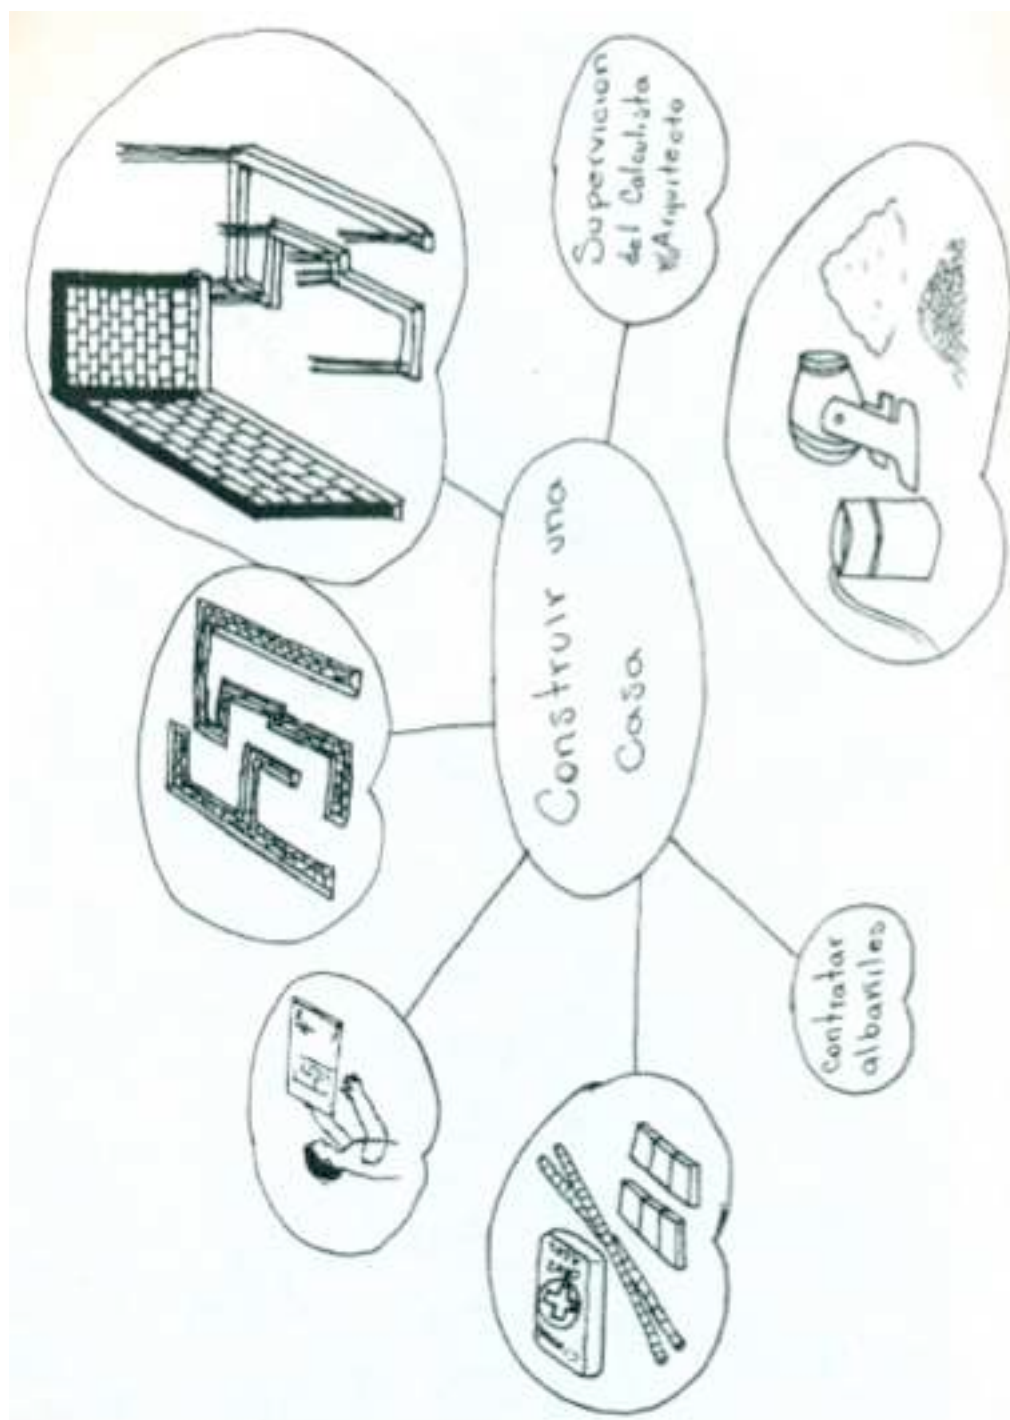 Construir una
Casa
Supervicion
del Calculista
Arquitecto
Contratar
albañiles